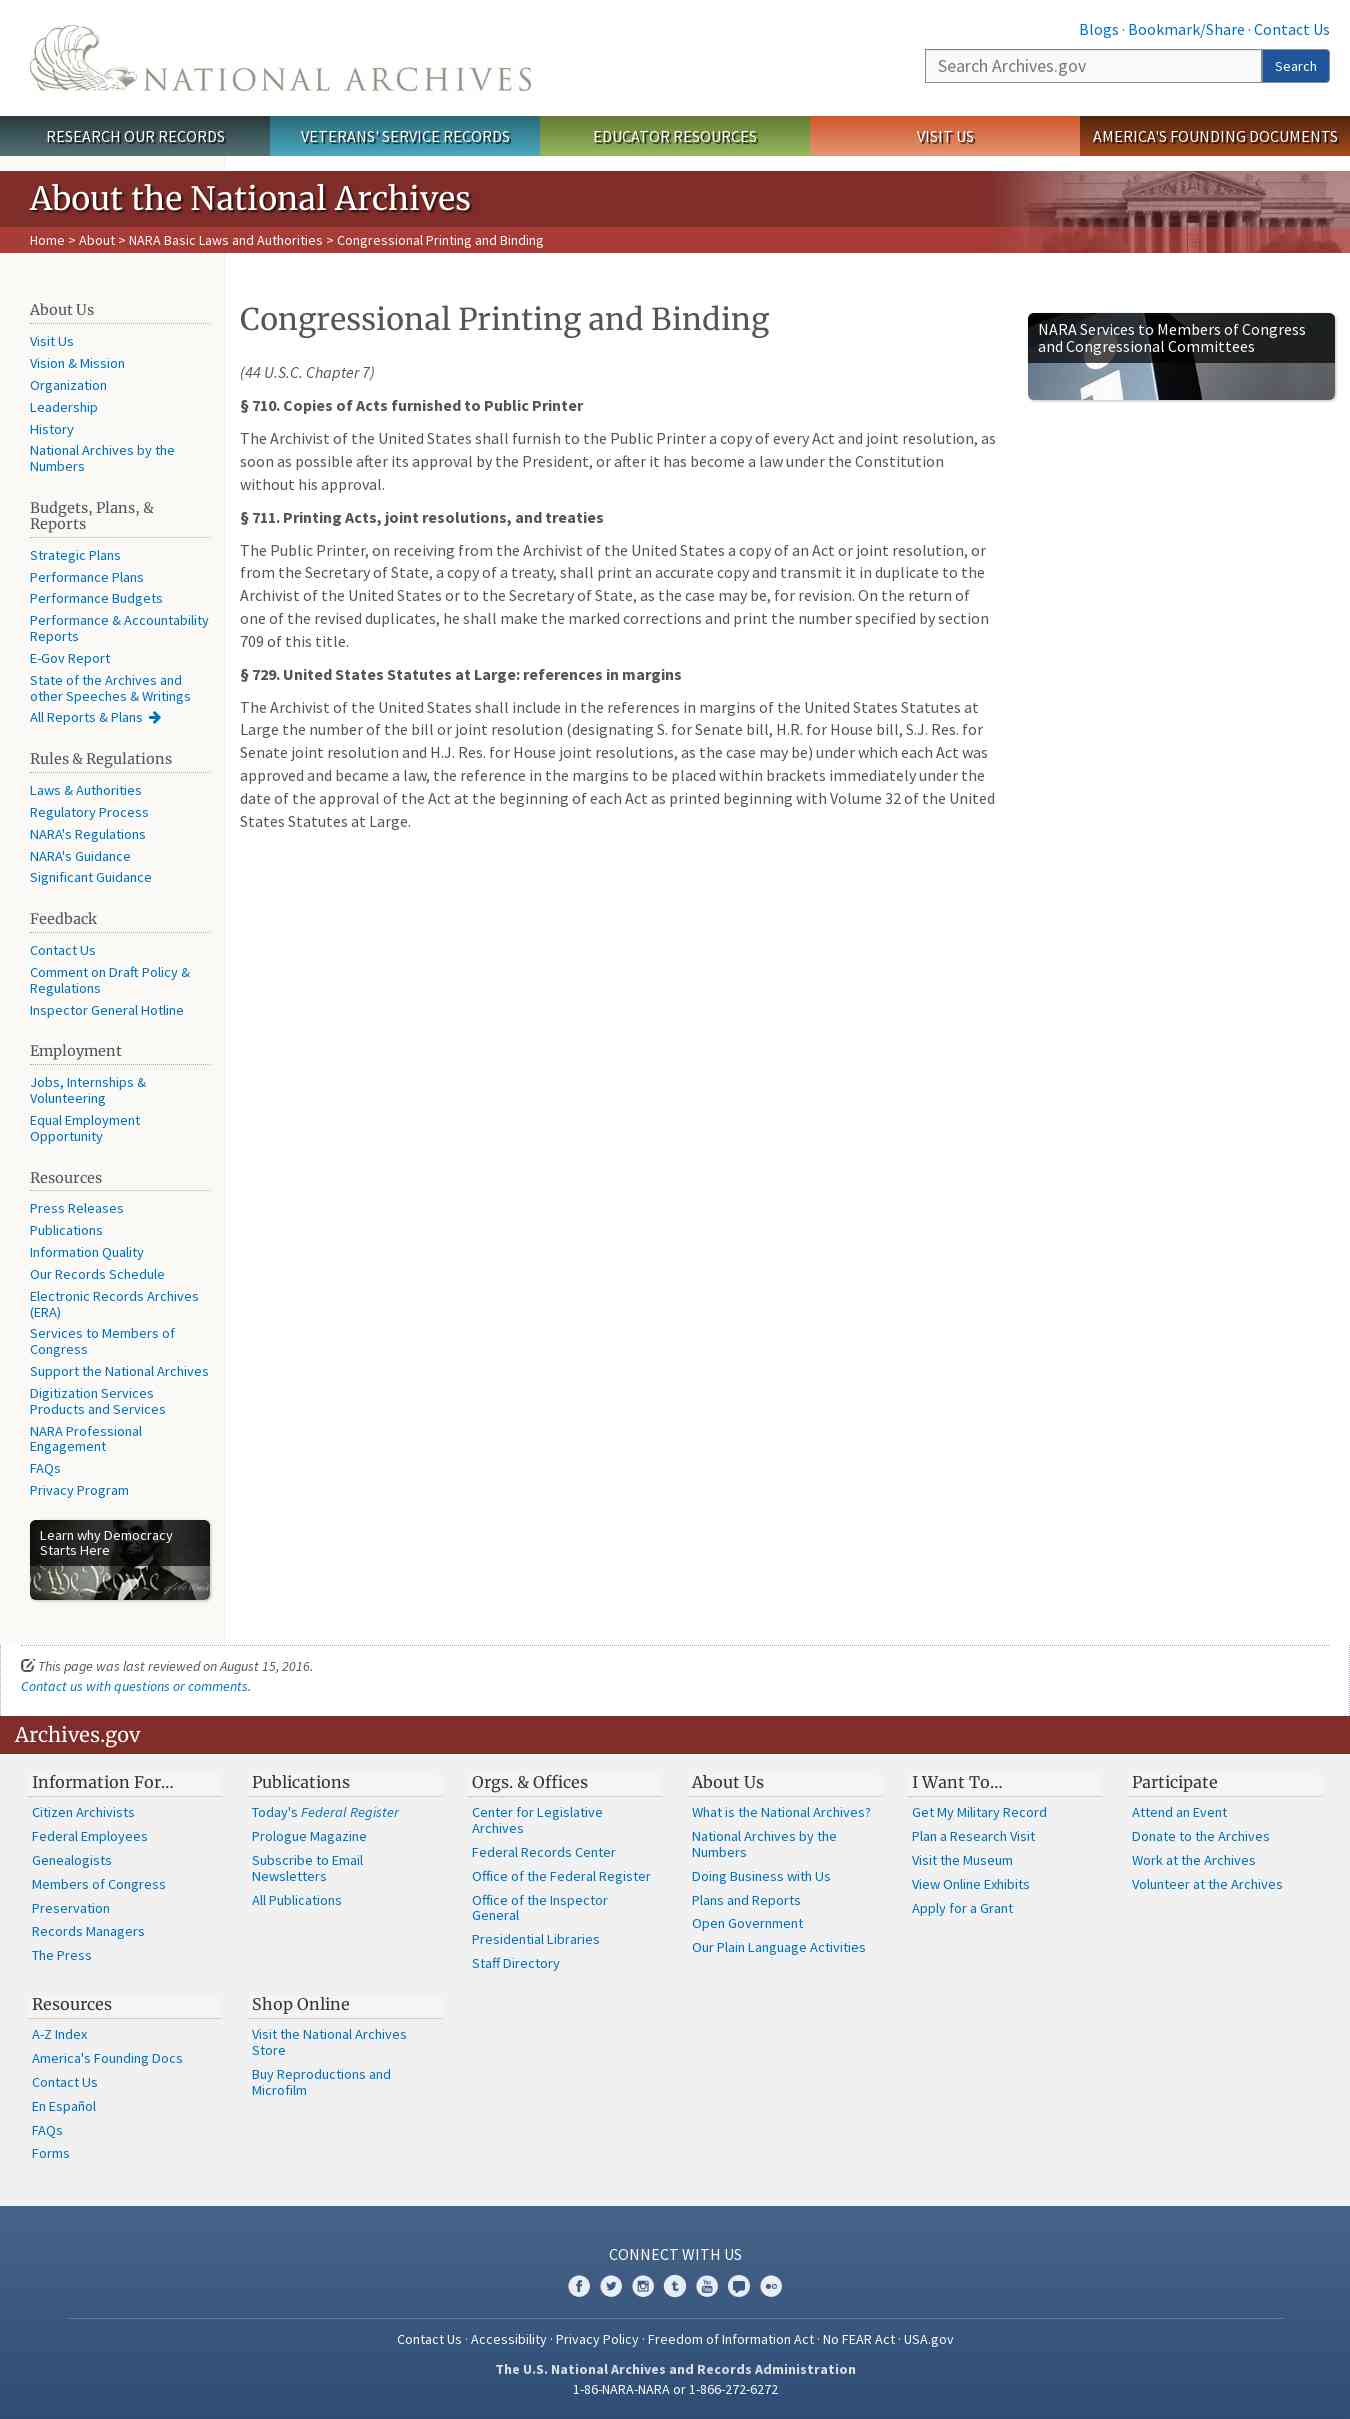 Blogs · Bookmark/Share · Contact Us
NATIONAL ARCHIVES
Search Archives.gov
Search
RESEARCH OUR RECORDS
VETERANS' SERVICE RECORDS
EDUCATOR RESOURCES
VISIT US
AMERICA'S FOUNDING DOCUMENTS
About the National Archives
Home > About > NARA Basic Laws and Authorities > Congressional Printing and Binding
About Us
Visit Us
Vision & Mission
Organization
Leadership
History
National Archives by the
Numbers
Budgets, Plans, &
Reports
Strategic Plans
Performance Plans
Performance Budgets
Performance & Accountability
Reports
E-Gov Report
State of the Archives and
other Speeches & Writings
All Reports & Plans
Rules & Regulations
Laws & Authorities
Regulatory Process
NARA's Regulations
NARA's Guidance
Significant Guidance
Feedback
Contact Us
Comment on Draft Policy &
Regulations
Inspector General Hotline
Employment
Jobs, Internships &
Volunteering
Equal Employment
Opportunity
Resources
Press Releases
Publications
Information Quality
Our Records Schedule
Electronic Records Archives
(ERA)
Services to Members of
Congress
Support the National Archives
Digitization Services
Products and Services
NARA Professional
Engagement
FAQs
Privacy Program
Learn why Democracy
Starts Here
We the People
Congressional Printing and Binding
(44 U.S.C. Chapter 7)
§ 710. Copies of Acts furnished to Public Printer
The Archivist of the United States shall furnish to the Public Printer a copy of every Act and joint resolution, as
soon as possible after its approval by the President, or after it has become a law under the Constitution
without his approval.
§ 711. Printing Acts, joint resolutions, and treaties
The Public Printer, on receiving from the Archivist of the United States a copy of an Act or joint resolution, or
from the Secretary of State, a copy of a treaty, shall print an accurate copy and transmit it in duplicate to the
Archivist of the United States or to the Secretary of State, as the case may be, for revision. On the return of
one of the revised duplicates, he shall make the marked corrections and print the number specified by section
709 of this title.
§ 729. United States Statutes at Large: references in margins
The Archivist of the United States shall include in the references in margins of the United States Statutes at
Large the number of the bill or joint resolution (designating S. for Senate bill, H.R. for House bill, S.J. Res. for
Senate joint resolution and H.J. Res. for House joint resolutions, as the case may be) under which each Act was
approved and became a law, the reference in the margins to be placed within brackets immediately under the
date of the approval of the Act at the beginning of each Act as printed beginning with Volume 32 of the United
States Statutes at Large.
NARA Services to Members of Congress
and Congressional Committees
This page was last reviewed on August 15, 2016.
Contact us with questions or comments.
Archives.gov
Information For…
Citizen Archivists
Federal Employees
Genealogists
Members of Congress
Preservation
Records Managers
The Press
Publications
Today's Federal Register
Prologue Magazine
Subscribe to Email
Newsletters
All Publications
Orgs. & Offices
Center for Legislative
Archives
Federal Records Center
Office of the Federal Register
Office of the Inspector
General
Presidential Libraries
Staff Directory
About Us
What is the National Archives?
National Archives by the
Numbers
Doing Business with Us
Plans and Reports
Open Government
Our Plain Language Activities
I Want To…
Get My Military Record
Plan a Research Visit
Visit the Museum
View Online Exhibits
Apply for a Grant
Participate
Attend an Event
Donate to the Archives
Work at the Archives
Volunteer at the Archives
Resources
A-Z Index
America's Founding Docs
Contact Us
En Español
FAQs
Forms
Shop Online
Visit the National Archives
Store
Buy Reproductions and
Microfilm
CONNECT WITH US
Contact Us · Accessibility · Privacy Policy · Freedom of Information Act · No FEAR Act · USA.gov
The U.S. National Archives and Records Administration
1-86-NARA-NARA or 1-866-272-6272